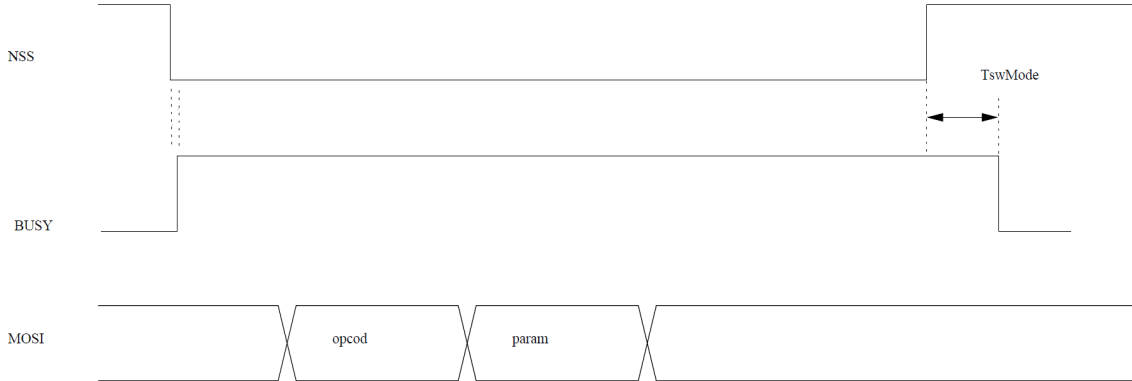 NSS
TswMode
BUSY
MOSI
opcod
param